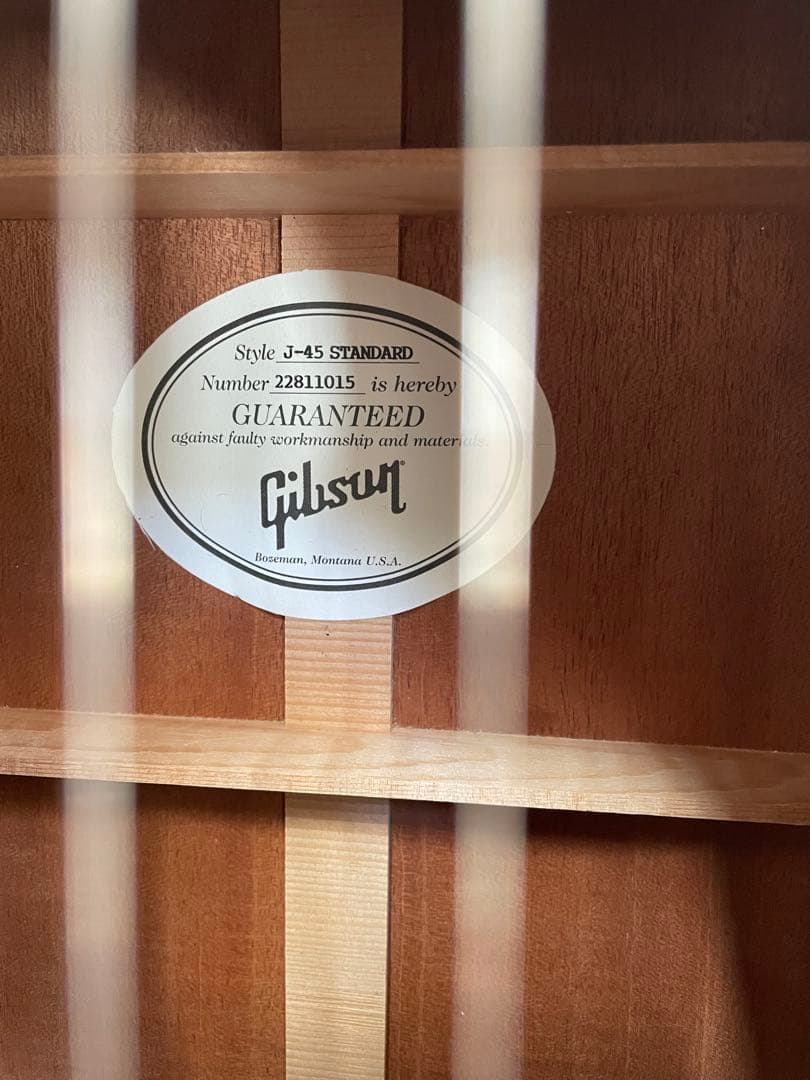 Style J-45 STANDARD
Number 22811015 is hereby
GUARANTEED
against faulty workmanship and materials.
Gibson
Bozeman, Montana U.S.A.